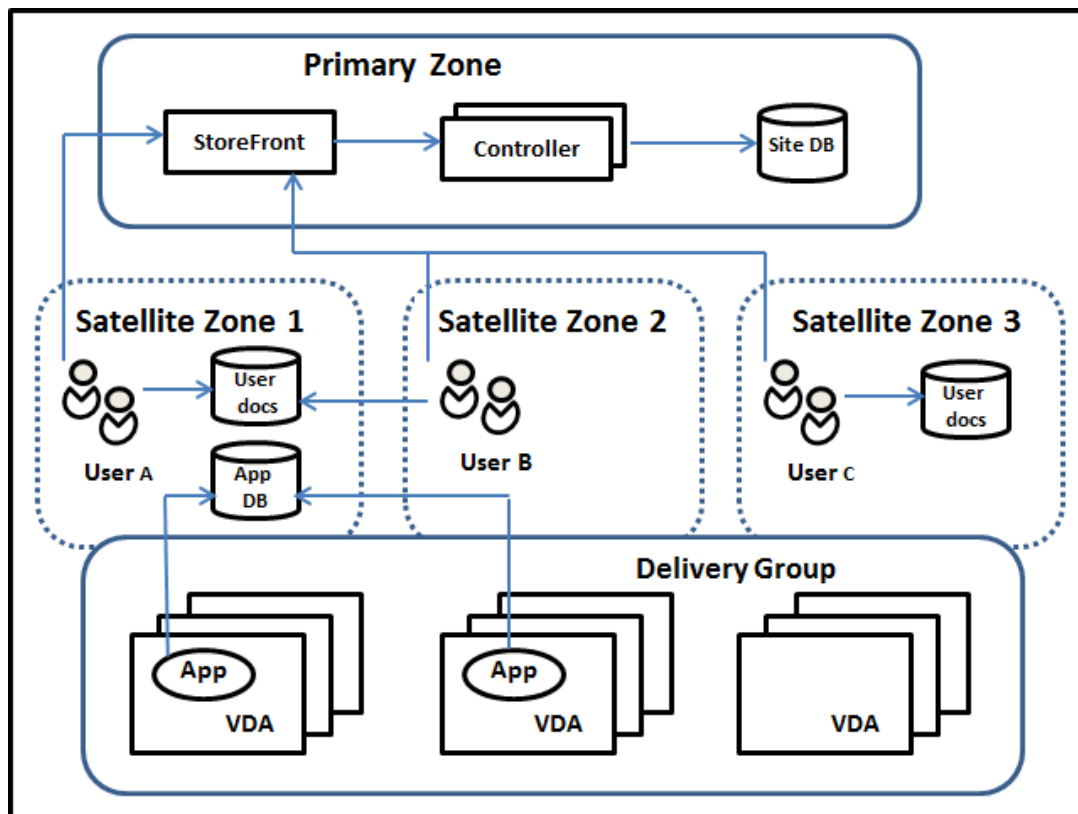 Primary Zone
StoreFront
Controller
Site DB
Satellite Zone 1
Satellite Zone 2
Satellite Zone 3
User
docs
User
docs
User A
User B
User C
App
DB
Delivery Group
App
VDA
App
VDA
VDA